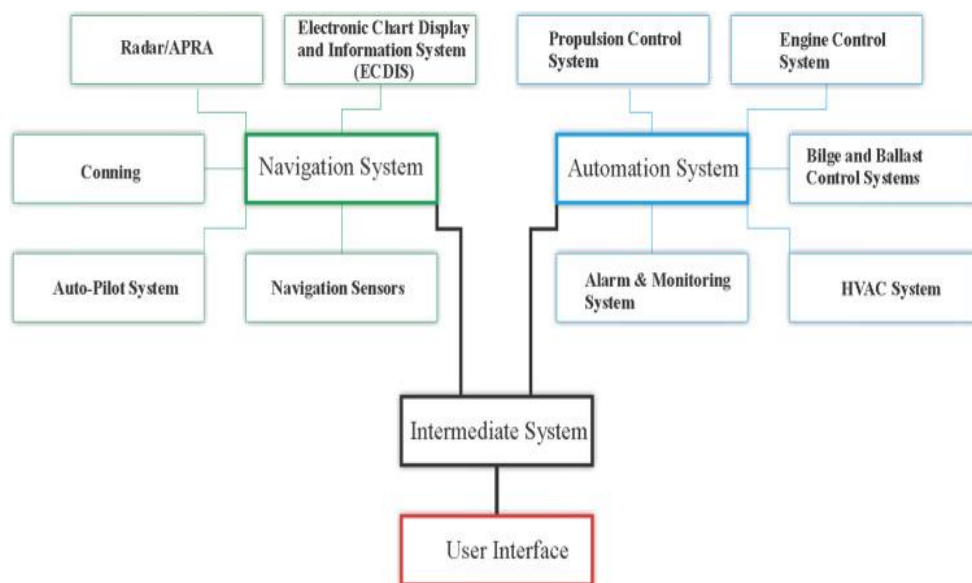 Radar/APRA
Electronic Chart Display
and Information System
(ECDIS)
Propulsion Control
System
Engine Control
System
Conning
Navigation System
Automation System
Bilge and Ballast
Control Systems
Auto-Pilot System
Navigation Sensors
Alarm & Monitoring
System
HVAC System
Intermediate System
User Interface